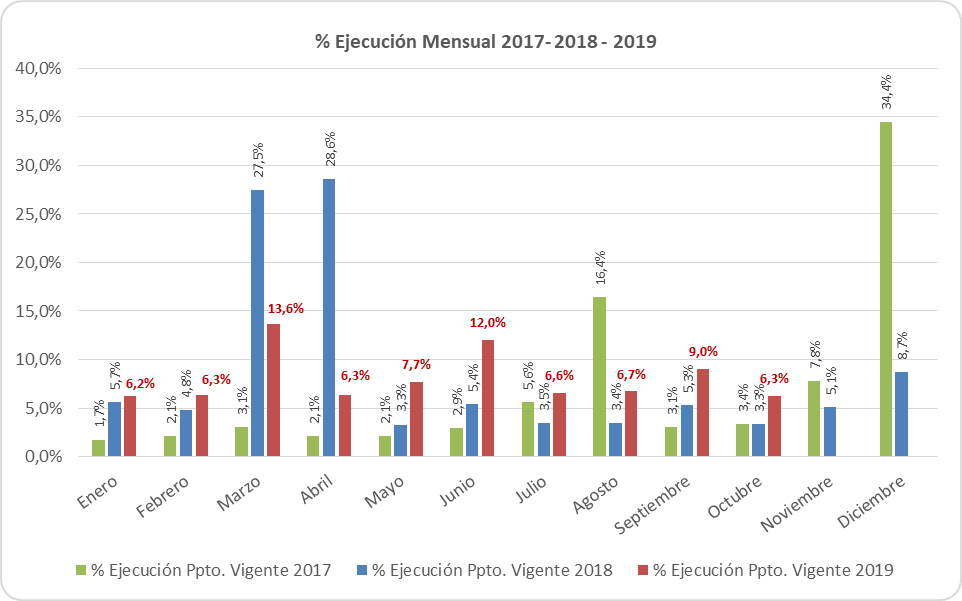 % Ejecución Mensual 2017- 2018 - 2019
40,0%
35,0%
30,0%
25,0%
20,0%
15,0%
10,0%
5,0%
0,0%
1,7% 5,7% 6,2%
2,1% 4,8% 6,3%
3,1% 27,5% 13,6%
2,1% 28,6% 6,3%
2,1% 3,3% 7,7%
2,9% 5,4% 12,0%
5,6% 3,5% 6,6%
16,4% 3,4% 6,7%
3,1% 5,3% 9,0%
3,4% 3,3% 6,3%
7,8% 5,1%
34,4% 8,7%
Enero Febrero Marzo Abril Mayo Junio Julio Agosto Septiembre Octubre Noviembre Diciembre
% Ejecución Ppto. Vigente 2017 % Ejecución Ppto. Vigente 2018 % Ejecución Ppto. Vigente 2019